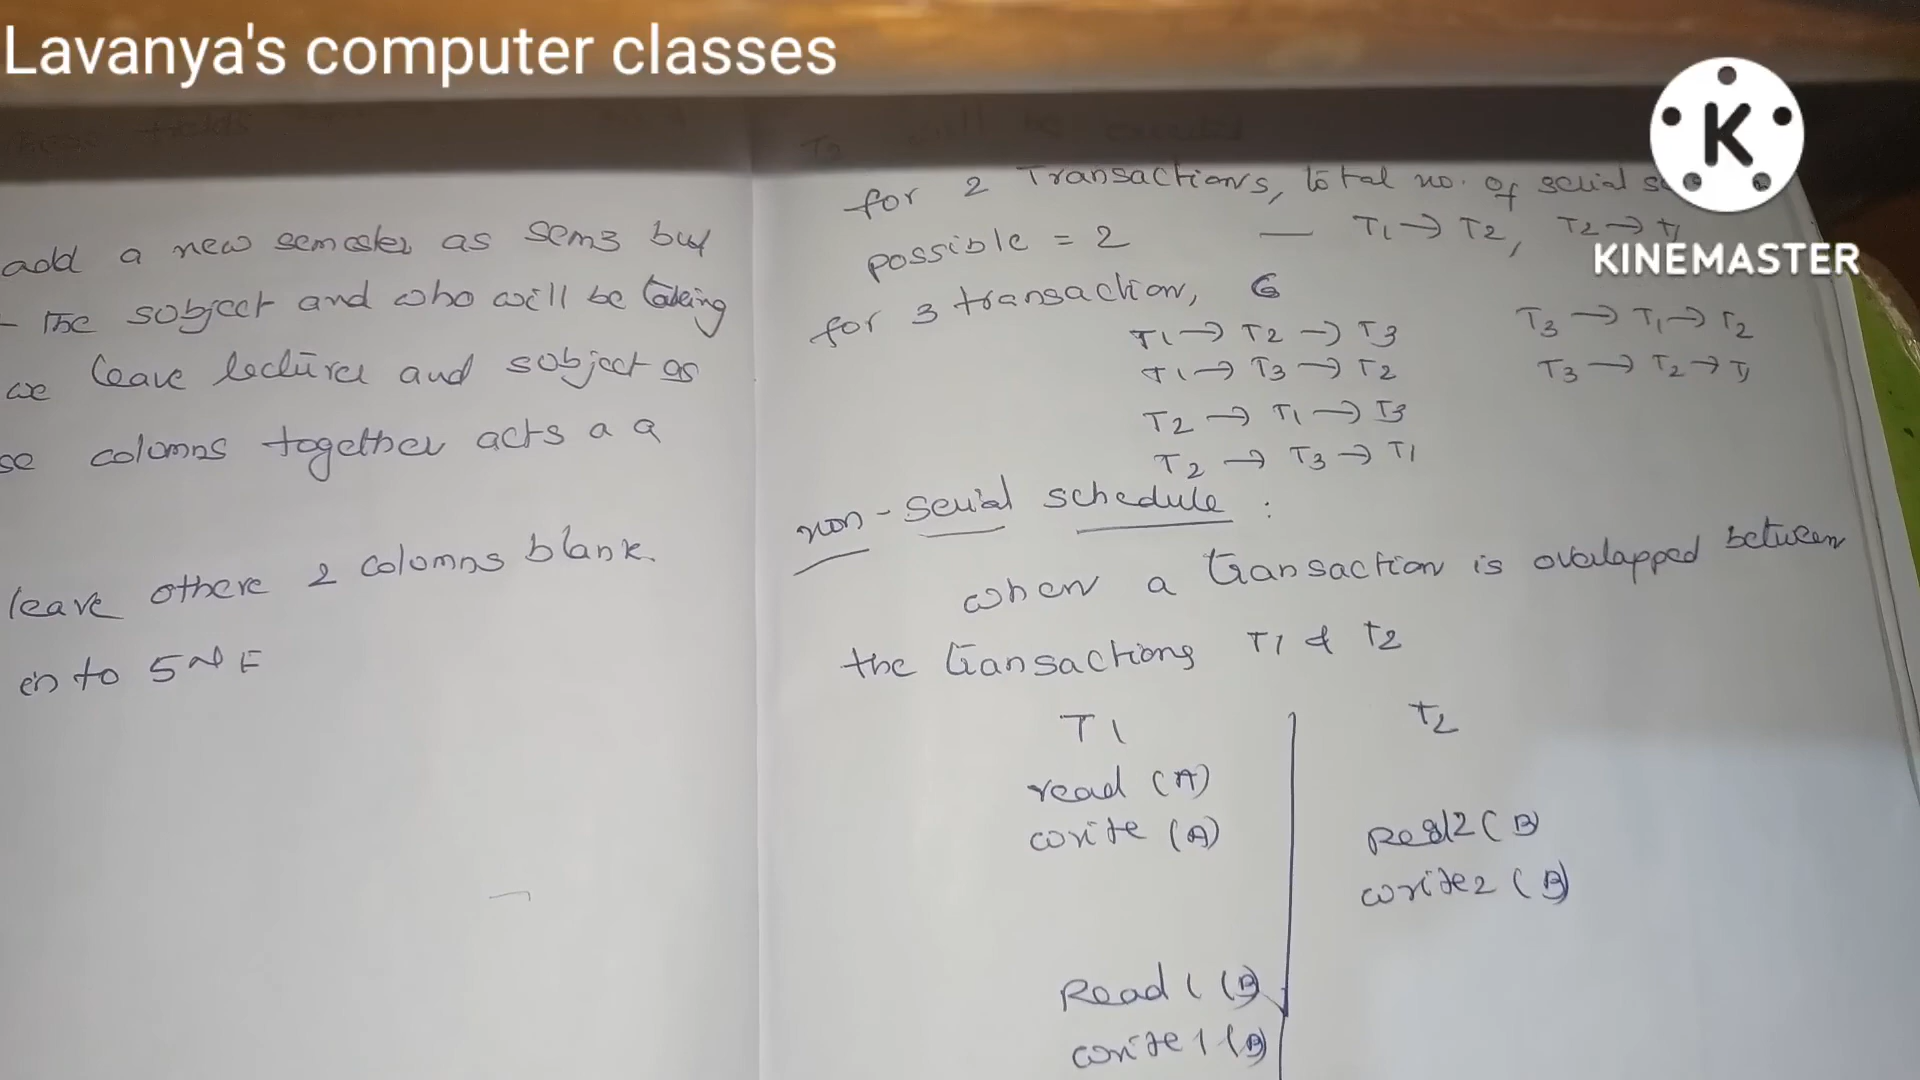 Lavanya's computer classes
K
KINEMASTER
add a new semester as sem3 but
- the subject and who will be taking
we leave lecturer and subject as
se columns together acts a a
leave othere 2 columns blank.
in to 5NF
for 2 Transactions, total no. of serial
possible = 2 — T1 → T2, T2 → T1
for 3 transaction, 6
T1 → T2 → T3
T1 → T3 → T2
T2 → T1 → T3
T2 → T3 → T1
T3 → T1 → T2
T3 → T2 → T1
non - serial schedule :
when a transaction is overlapped between
the transactions T1 & T2
T1 T2
read (A)
write (A)
Read2 (B)
write2 (B)
Read1 (B)
write1 (B)